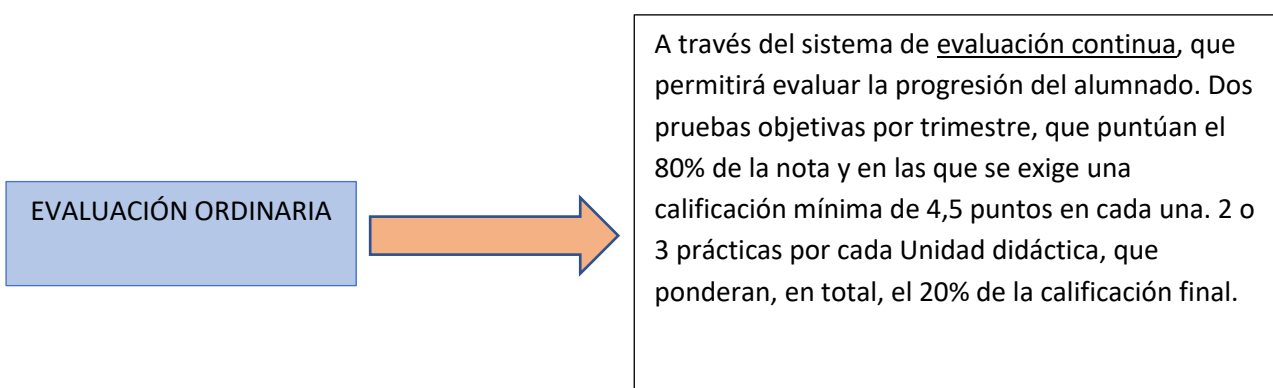 EVALUACIÓN ORDINARIA
A través del sistema de evaluación continua, que
permitirá evaluar la progresión del alumnado. Dos
pruebas objetivas por trimestre, que puntúan el
80% de la nota y en las que se exige una
calificación mínima de 4,5 puntos en cada una. 2 o
3 prácticas por cada Unidad didáctica, que
ponderan, en total, el 20% de la calificación final.